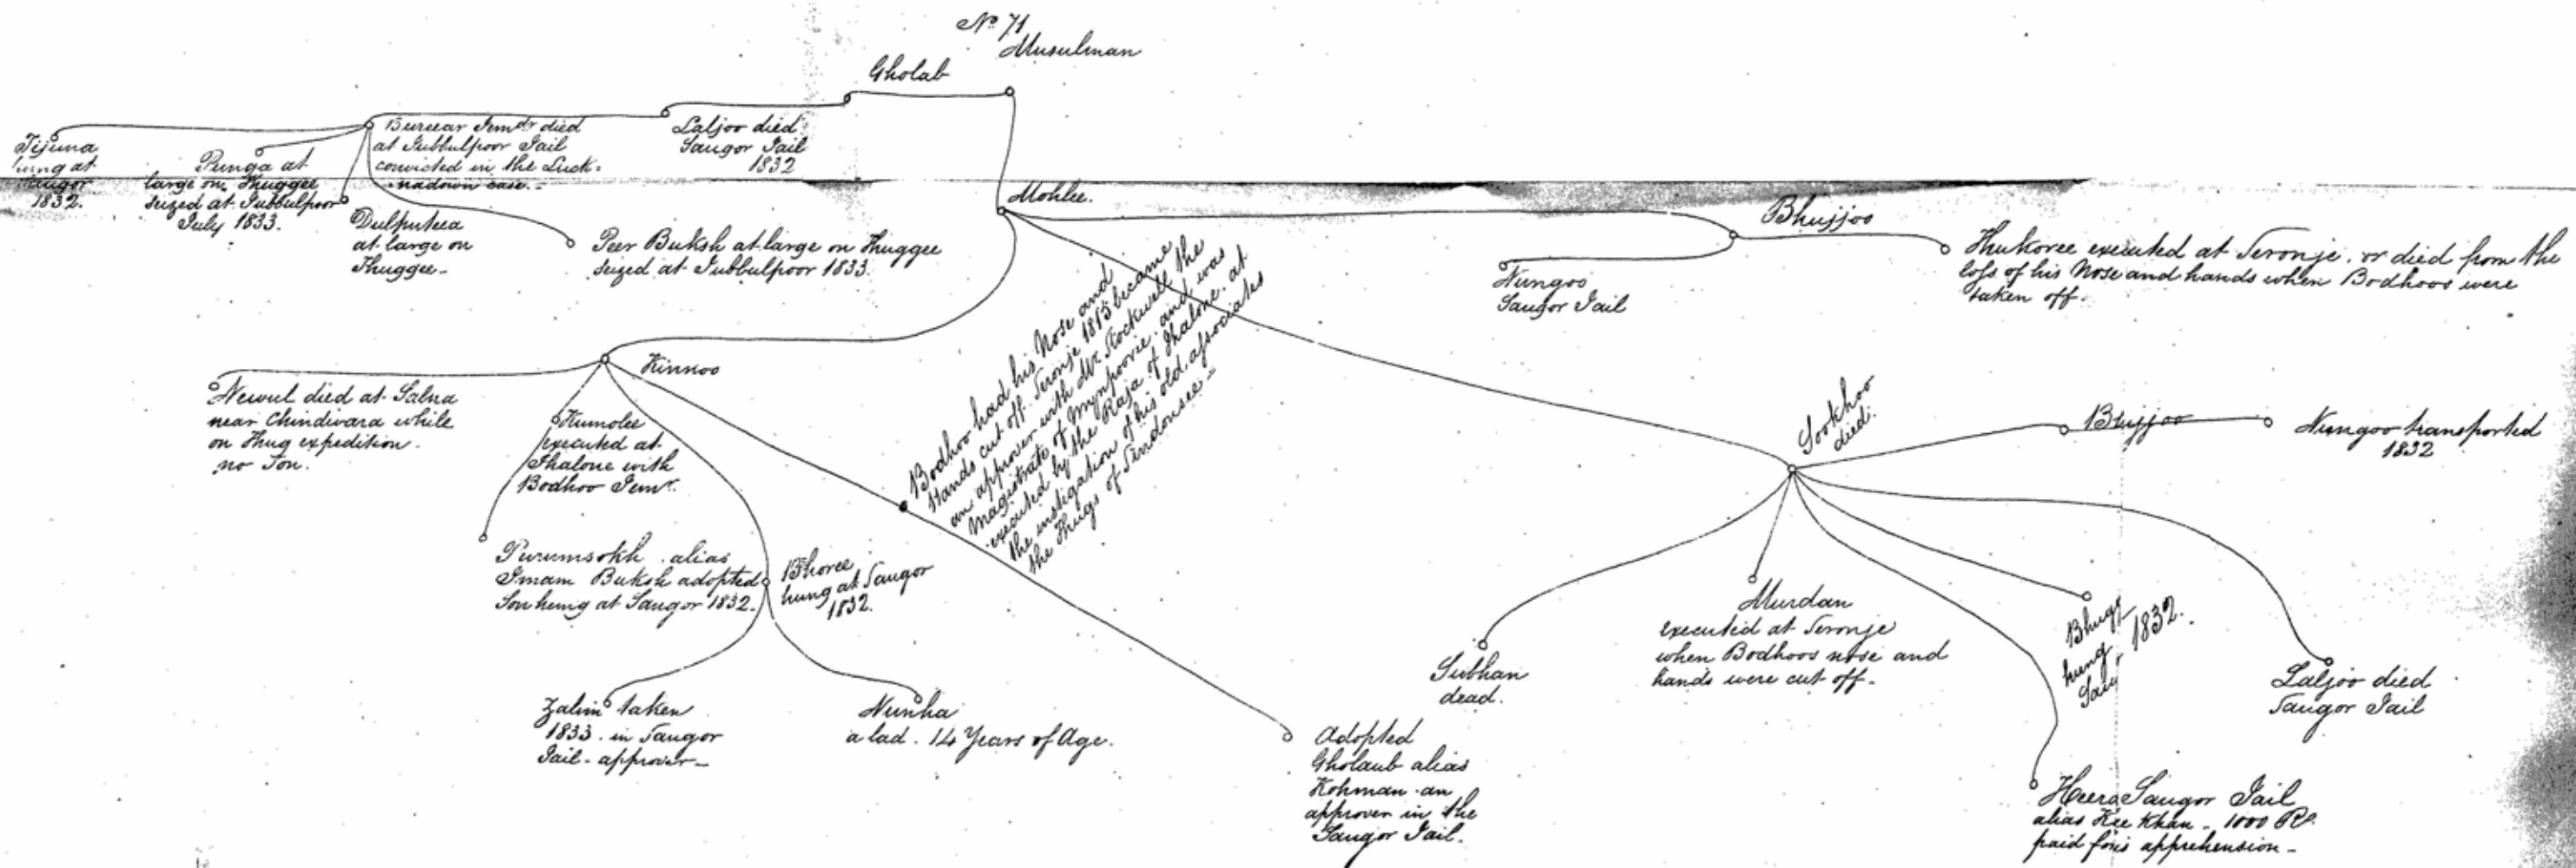 No 71
Musulman
Gholab
Tijuna
hung at
Saugor
1832.
Punga at
large on Thuggee
seized at Jubbulpoor
July 1833.
Bureear Jemdr died
at Jubbulpoor Jail
convicted in the Luck-
nadown case.-
Dulputeea
at large on
Thuggee-
Laljoo died
Saugor Jail
1832
Peer Buksh at large on Thuggee
seized at Jubbulpoor 1833.
Mohlee.
Bhujjoo
Nungoo
Saugor Jail
Thukoree executed at Seronje. or died from the
loss of his Nose and hands when Bodhoos were
taken off.
Kinnoo
Newul died at Salna
near Chindwara while
on Thug expedition.
no Son.
Kumolee
executed at
Jhalone with
Bodhoo Jemr.
Purumsokh alias
Imam Buksh adopted
Son hung at Saugor 1832.
Bhoree
hung at Saugor
1832.
Zalim taken
1833. in Saugor
Jail- approver-
Nunha
a lad. 14 Years of Age.
Bodhoo had his Nose and
Hands cut off. Seronje 1813 became
an approver with Mr. Stockwell the
Magistrate of Mympoorie. and was
executed by the Raja of Jhalone. at
the instigation of his old associates
the Thugs of Sindousee-
Adopted
Gholaub alias
Kohman an
approver in the
Saugor Jail.
Sookhoo
died.
Bhujjoo
Nungoo transported
1832
Subhan
dead.
Murdan
executed at Seronje
when Bodhoos nose and
hands were cut off-
Bhugg
hung
Saug 1832.
Laljoo died
Saugor Jail
Heera Saugor Jail
alias Hee Khan. 1000 Rs.
paid for is apprehension-